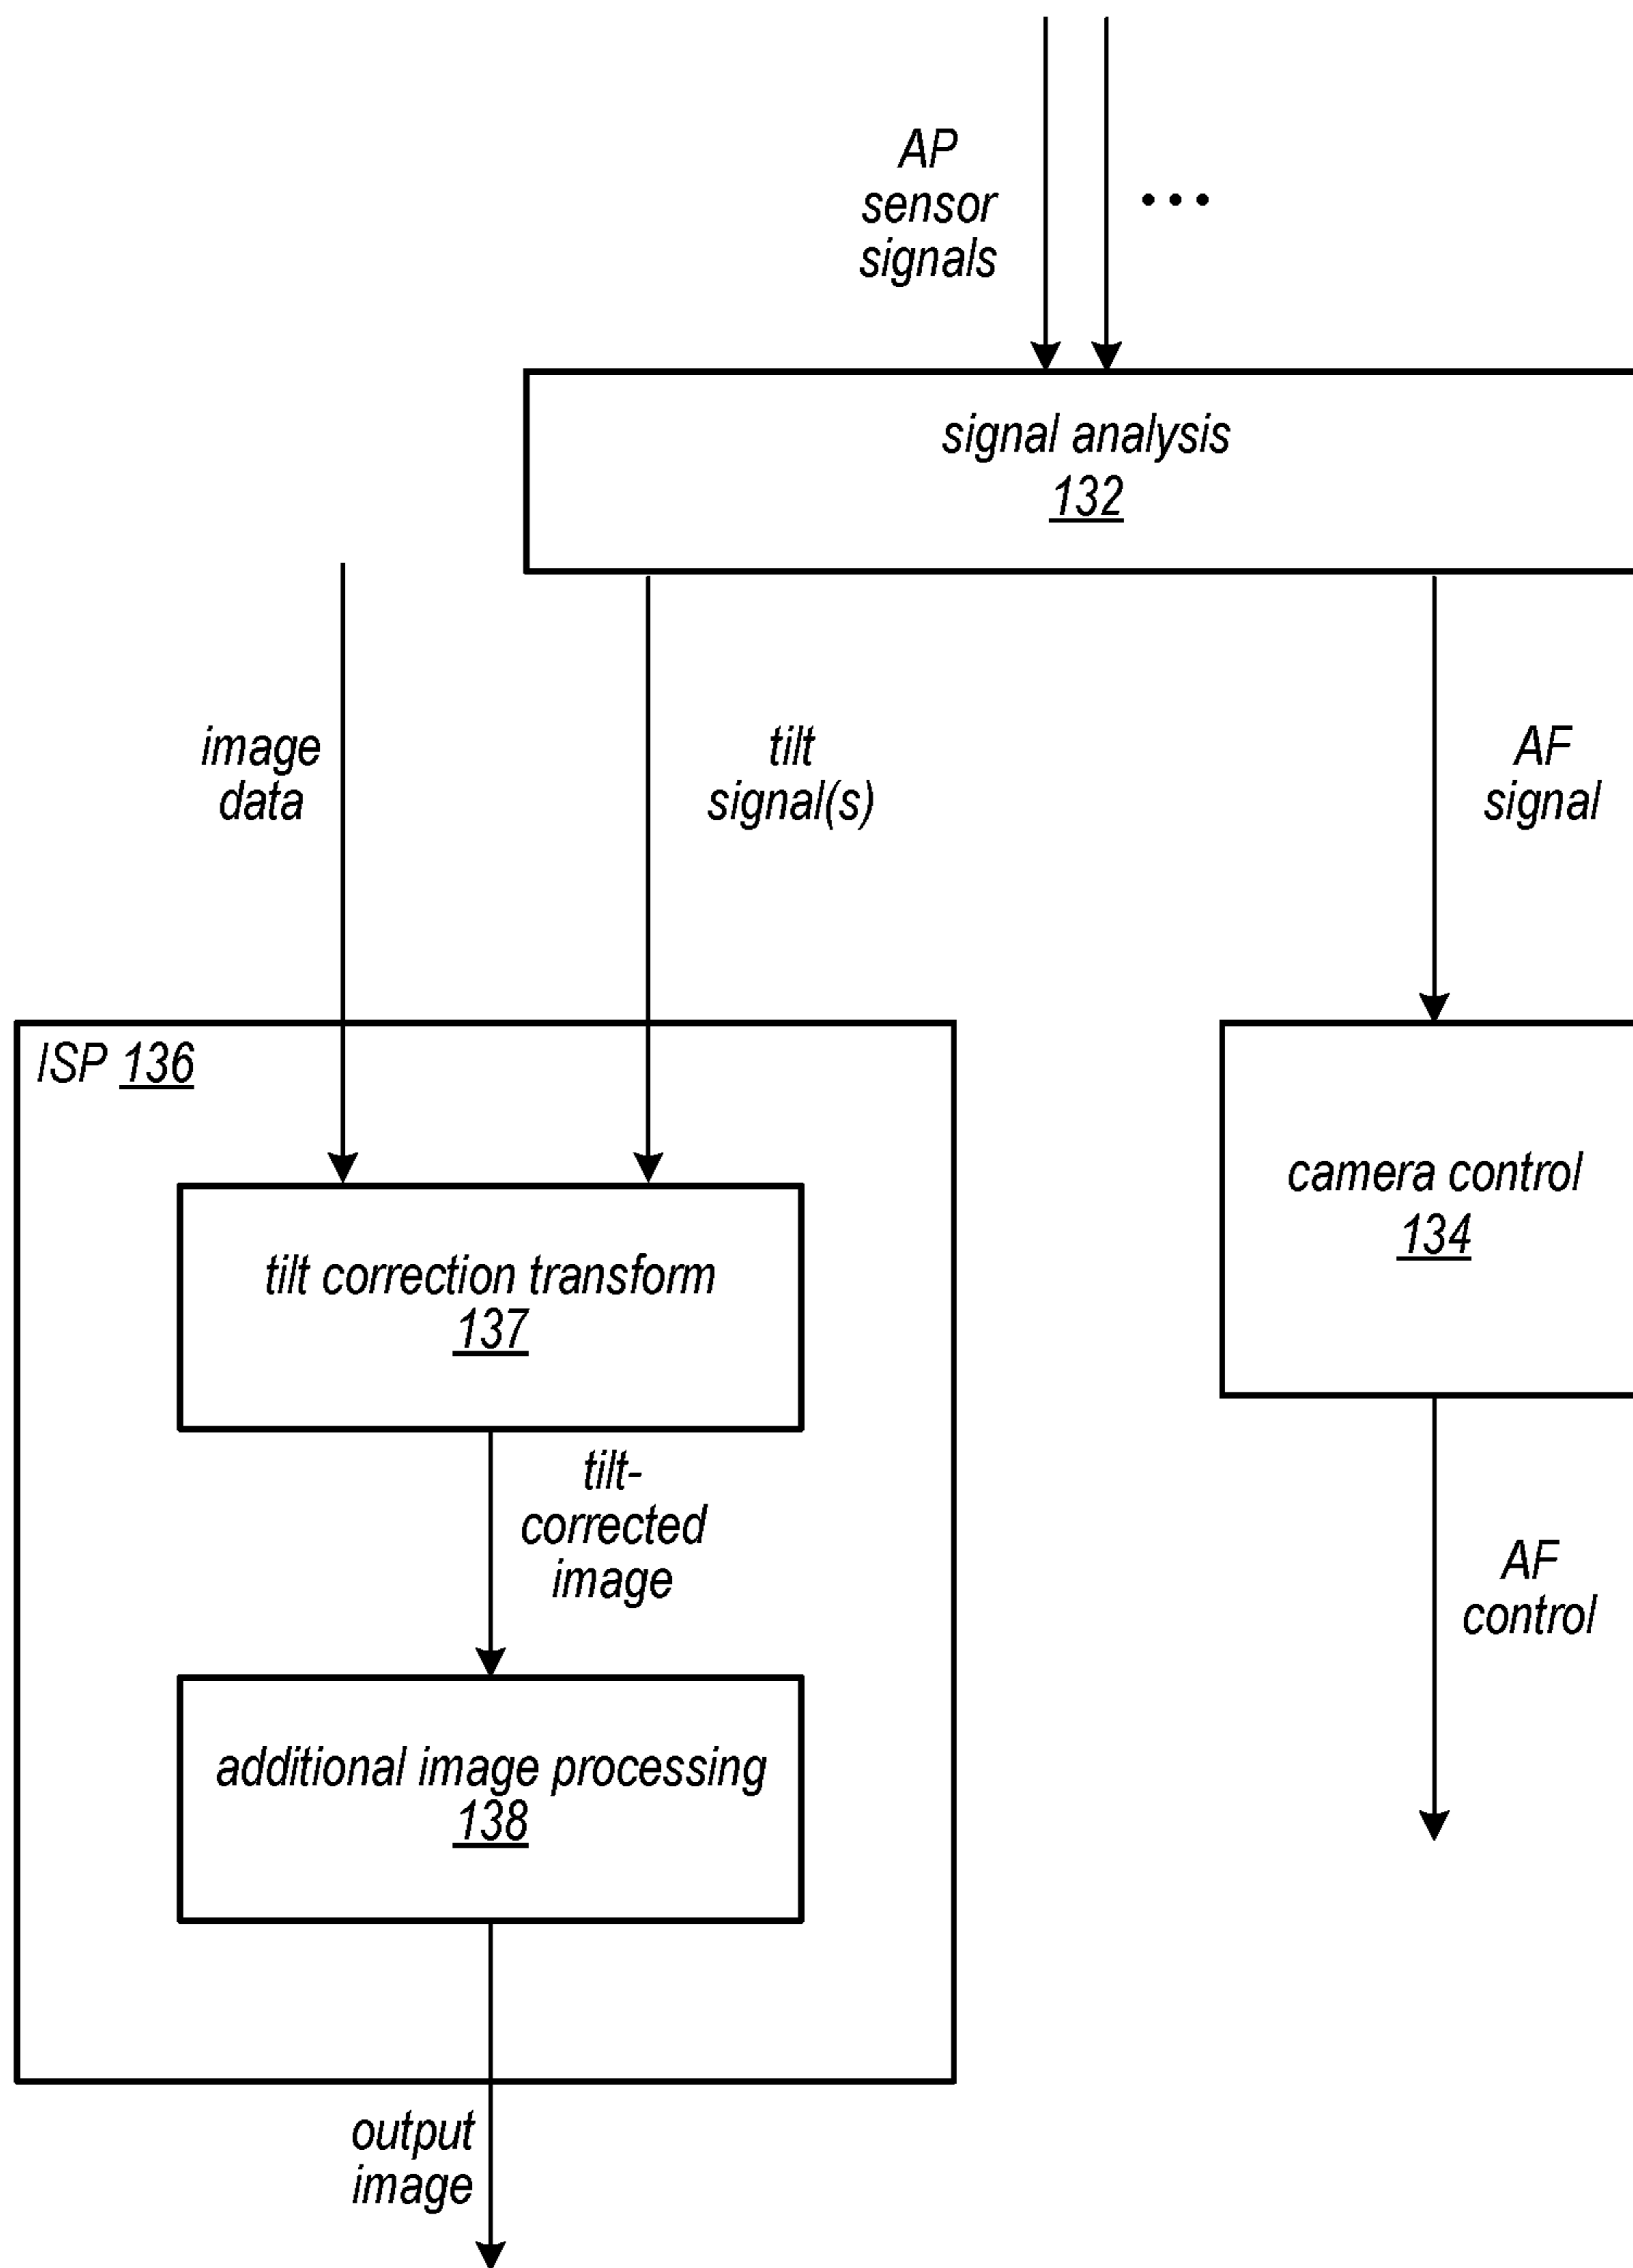 AP
sensor
signals
signal analysis
132
image
data
tilt
signal(s)
AF
signal
ISP 136
camera control
134
tilt correction transform
137
tilt-
corrected
image
AF
control
additional image processing
138
output
image